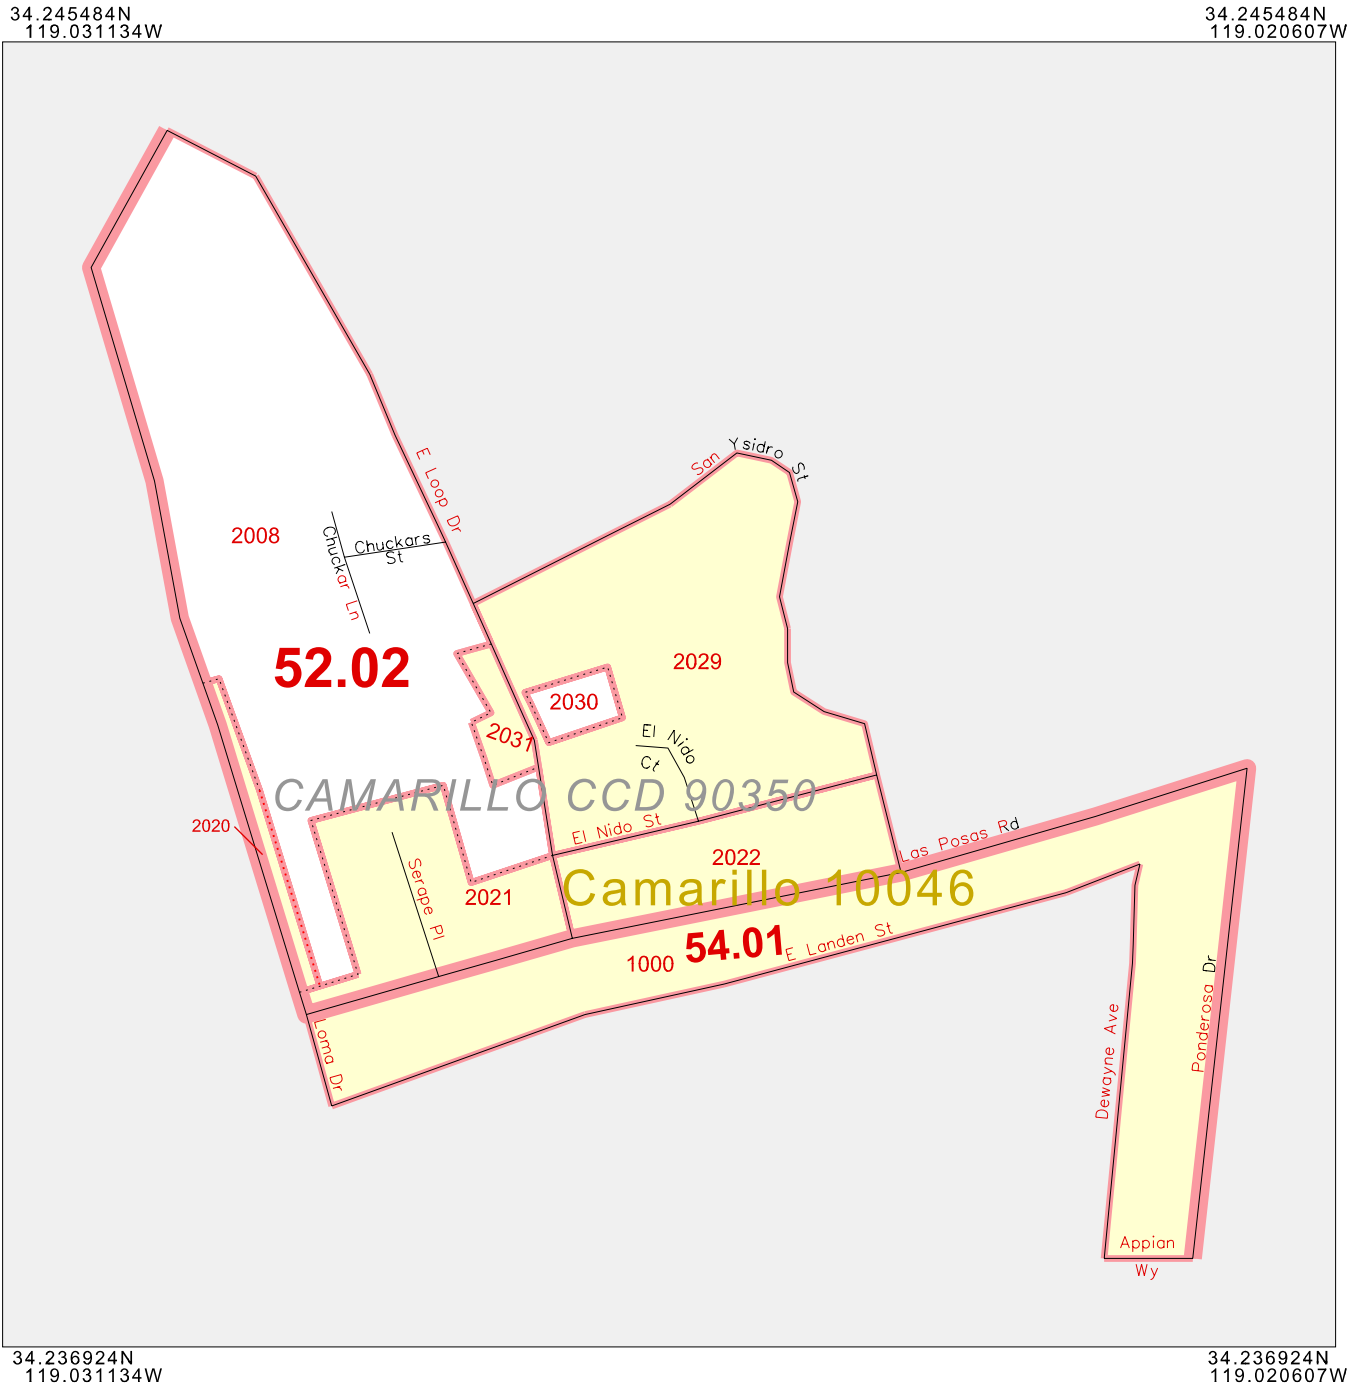 34.245484N
119.031134W
34.245484N
119.020607W
San
Ysidro St
E Loop Dr
2008
Chuckars
St
Chuckar Ln
52.02
2029
2030
2031
El Nido
Ct
CAMARILLO CCD 90350
2020
El Nido St
Las Posas Rd
2022
Serape Pl
2021
Camarillo 10046
54.01
E Landen St
1000
Loma Dr
Dewayne Ave
Ponderosa Dr
Appian
Wy
34.236924N
119.031134W
34.236924N
119.020607W